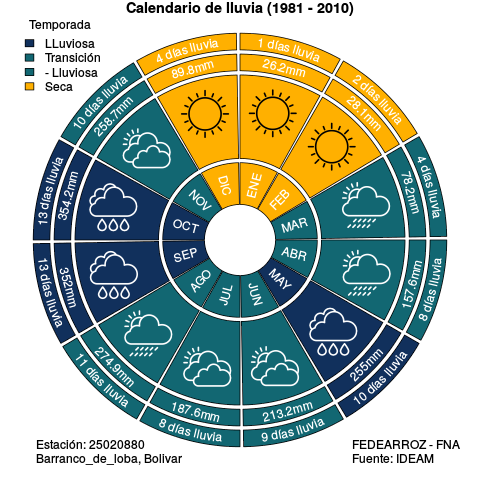 Calendario de lluvia (1981 - 2010)
Temporada
LLuviosa
Transición
- Lluviosa
Seca
1 días lluvia
26.2mm
ENE
2 días lluvia
28.1mm
FEB
4 días lluvia
78.2mm
MAR
8 días lluvia
157.6mm
ABR
10 días lluvia
255mm
MAY
9 días lluvia
213.2mm
JUN
8 días lluvia
187.6mm
JUL
11 días lluvia
274.9mm
AGO
13 días lluvia
352mm
SEP
13 días lluvia
354.2mm
OCT
10 días lluvia
258.7mm
NOV
4 días lluvia
89.8mm
DIC
Estación: 25020880
Barranco_de_loba, Bolivar
FEDEARROZ - FNA
Fuente: IDEAM